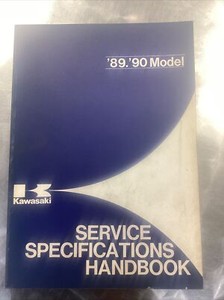 '89.'90 Model
Kawasaki
SERVICE
SPECIFICATIONS
HANDBOOK